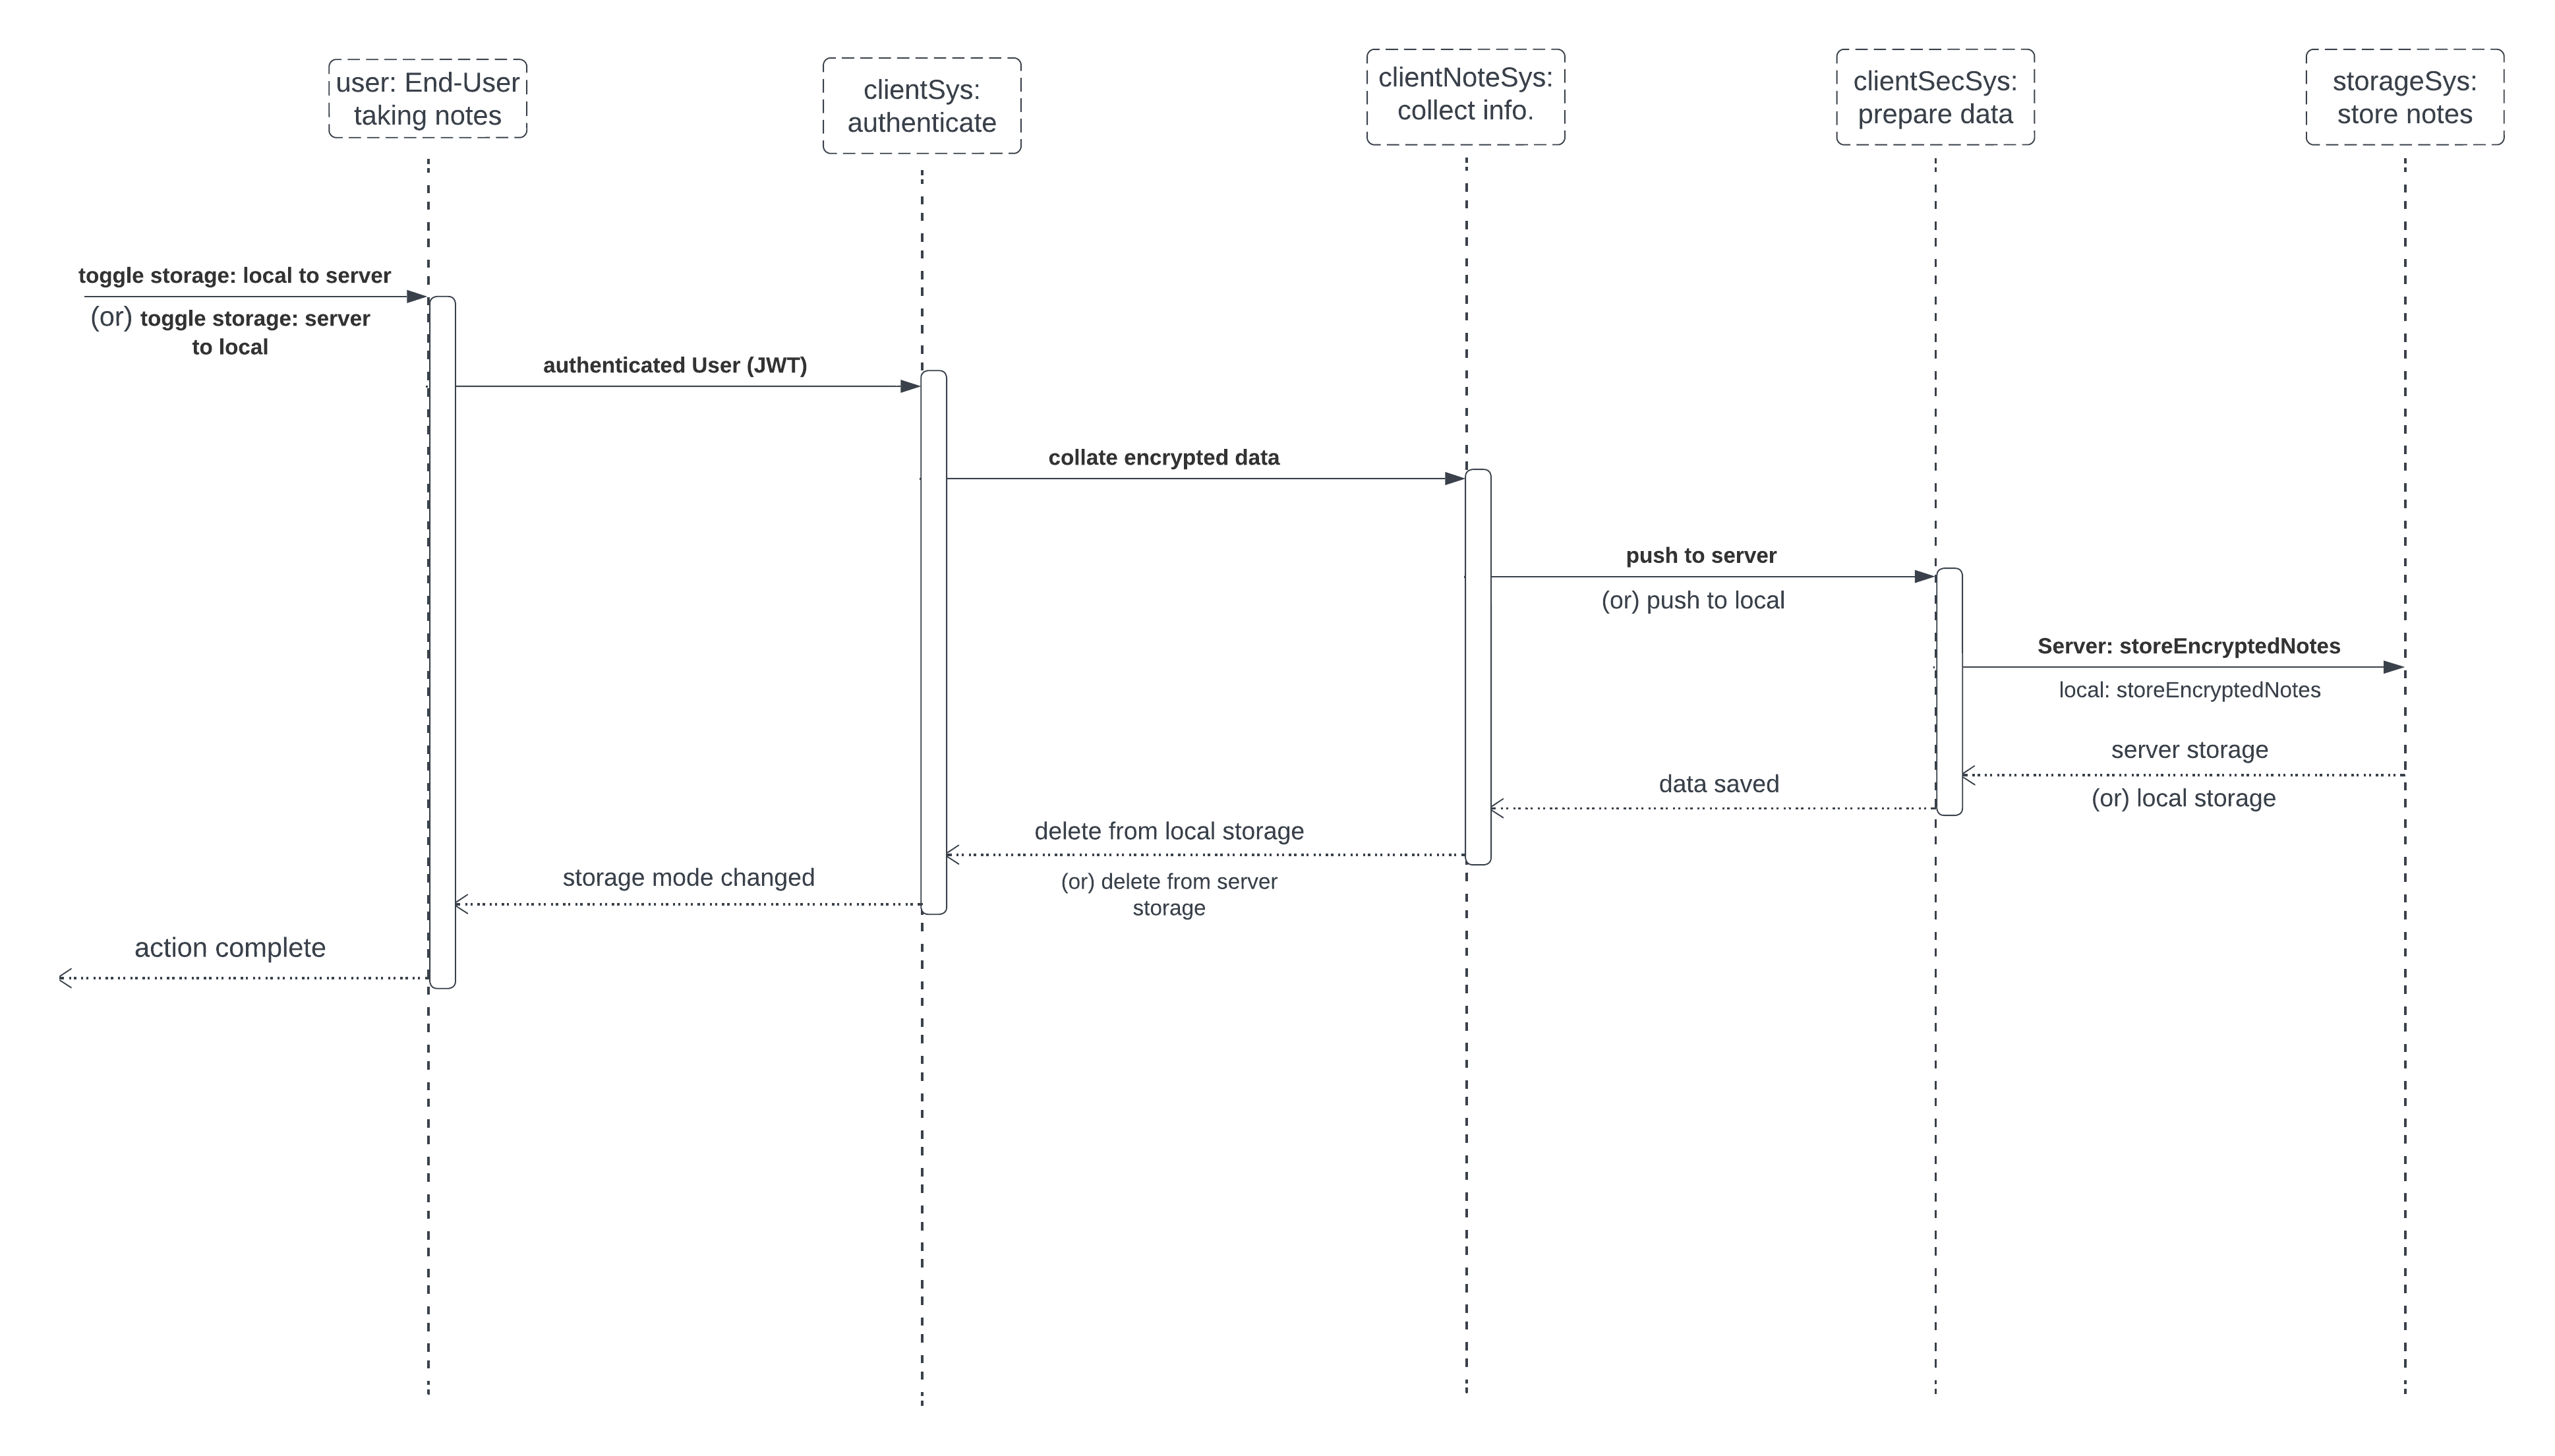 user: End-User
taking notes
clientSys:
authenticate
clientNoteSys:
collect info.
clientSecSys:
prepare data
storageSys:
store notes
toggle storage: local to server
(or) toggle storage: server
to local
authenticated User (JWT)
collate encrypted data
push to server
(or) push to local
Server: storeEncryptedNotes
local: storeEncryptedNotes
server storage
(or) local storage
data saved
delete from local storage
(or) delete from server
storage
storage mode changed
action complete